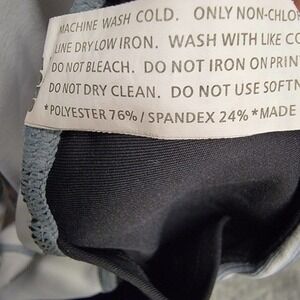 MACHINE WASH COLD. ONLY NON-CHLO
LINE DRY LOW IRON. WASH WITH LIKE CO
DO NOT BLEACH. DO NOT IRON ON PRIN
DO NOT DRY CLEAN. DO NOT USE SOFTN
*POLYESTER 76% / SPANDEX 24% *MADE